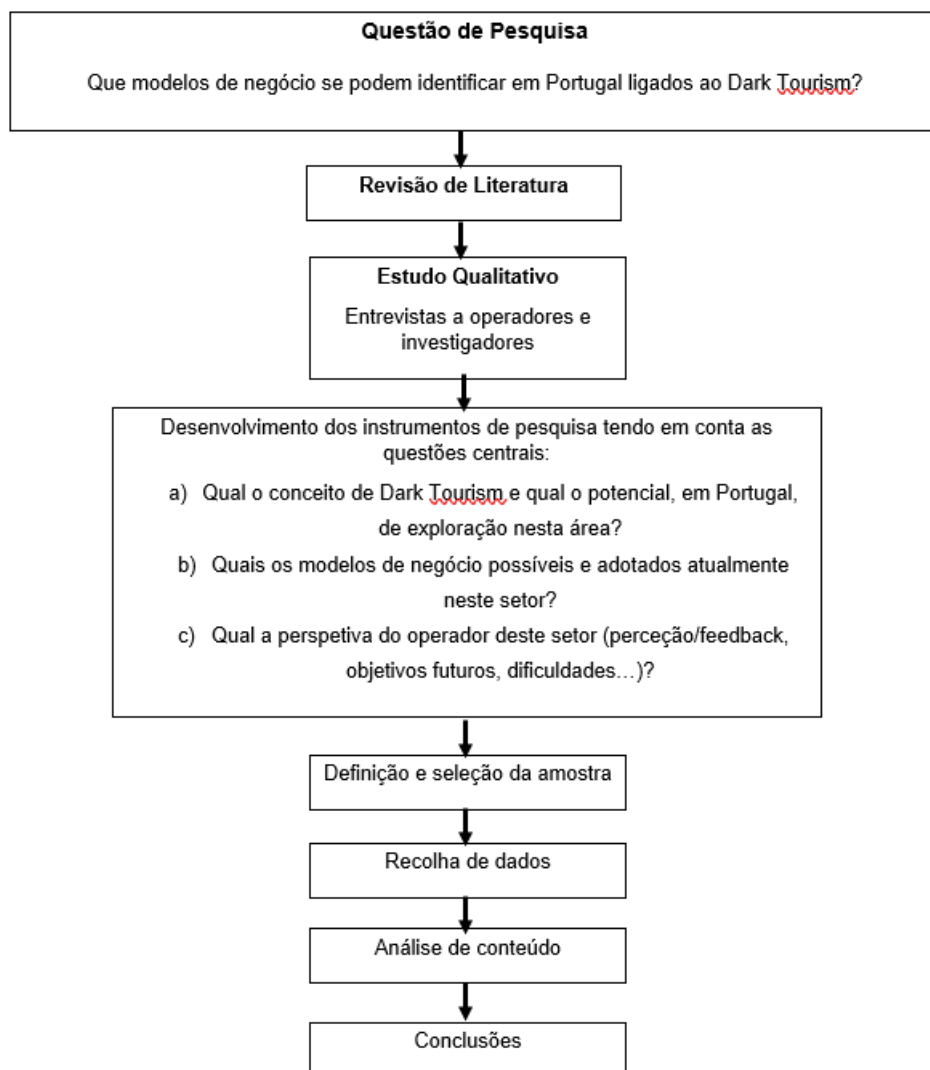 Questão de Pesquisa
Que modelos de negócio se podem identificar em Portugal ligados ao Dark Tourism?
Revisão de Literatura
Estudo Qualitativo
Entrevistas a operadores e
investigadores
Desenvolvimento dos instrumentos de pesquisa tendo em conta as
questões centrais:
a) Qual o conceito de Dark Tourism e qual o potencial, em Portugal,
de exploração nesta área?
b) Quais os modelos de negócio possíveis e adotados atualmente
neste setor?
c) Qual a perspetiva do operador deste setor (perceção/feedback,
objetivos futuros, dificuldades…)?
Definição e seleção da amostra
Recolha de dados
Análise de conteúdo
Conclusões